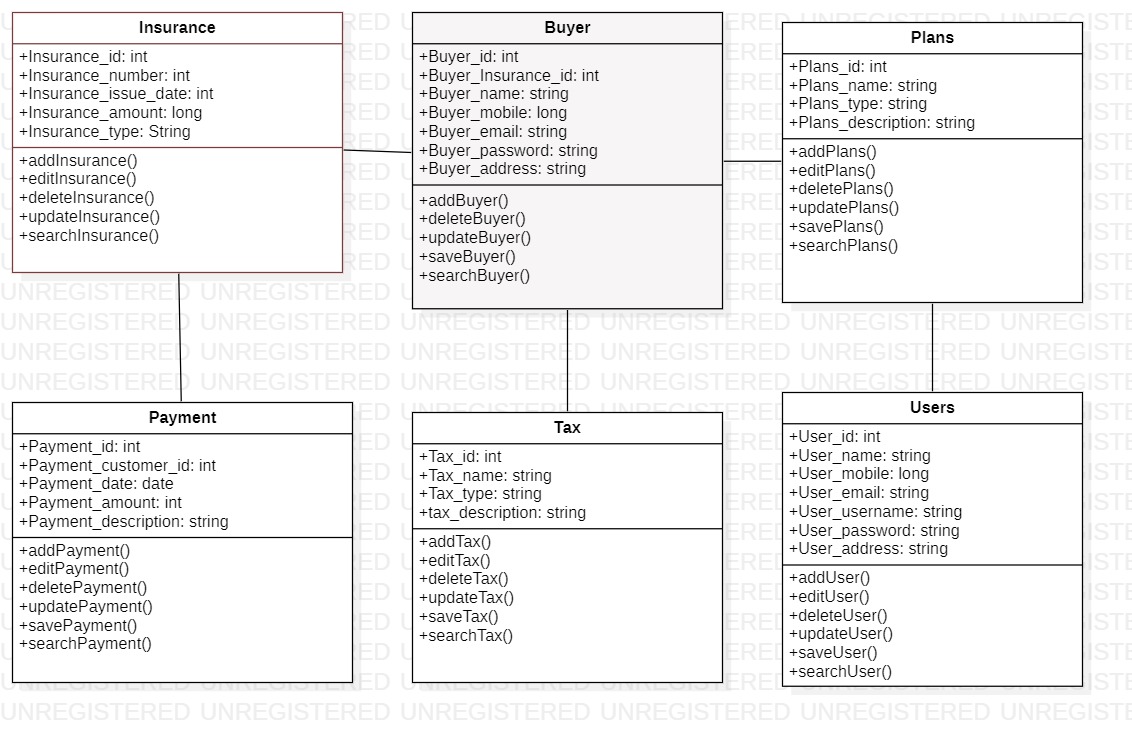 Insurance
+Insurance_id: int
+Insurance_number: int
+Insurance_issue_date: int
+Insurance_amount: long
+Insurance_type: String
+addInsurance()
+editInsurance()
+deleteInsurance()
+updateInsurance()
+searchInsurance()
Buyer
+Buyer_id: int
+Buyer_Insurance_id: int
+Buyer_name: string
+Buyer_mobile: long
+Buyer_email: string
+Buyer_password: string
+Buyer_address: string
+addBuyer()
+deleteBuyer()
+updateBuyer()
+saveBuyer()
+searchBuyer()
Plans
+Plans_id: int
+Plans_name: string
+Plans_type: string
+Plans_description: string
+addPlans()
+editPlans()
+deletePlans()
+updatePlans()
+savePlans()
+searchPlans()
Payment
+Payment_id: int
+Payment_customer_id: int
+Payment_date: date
+Payment_amount: int
+Payment_description: string
+addPayment()
+editPayment()
+deletePayment()
+updatePayment()
+savePayment()
+searchPayment()
Tax
+Tax_id: int
+Tax_name: string
+Tax_type: string
+tax_description: string
+addTax()
+editTax()
+deleteTax()
+updateTax()
+saveTax()
+searchTax()
Users
+User_id: int
+User_name: string
+User_mobile: long
+User_email: string
+User_username: string
+User_password: string
+User_address: string
+addUser()
+editUser()
+deleteUser()
+updateUser()
+saveUser()
+searchUser()
UNREGISTERED UNREGISTERED UNREGISTERED UNREGISTERED UNREGISTERED UNREGISTE